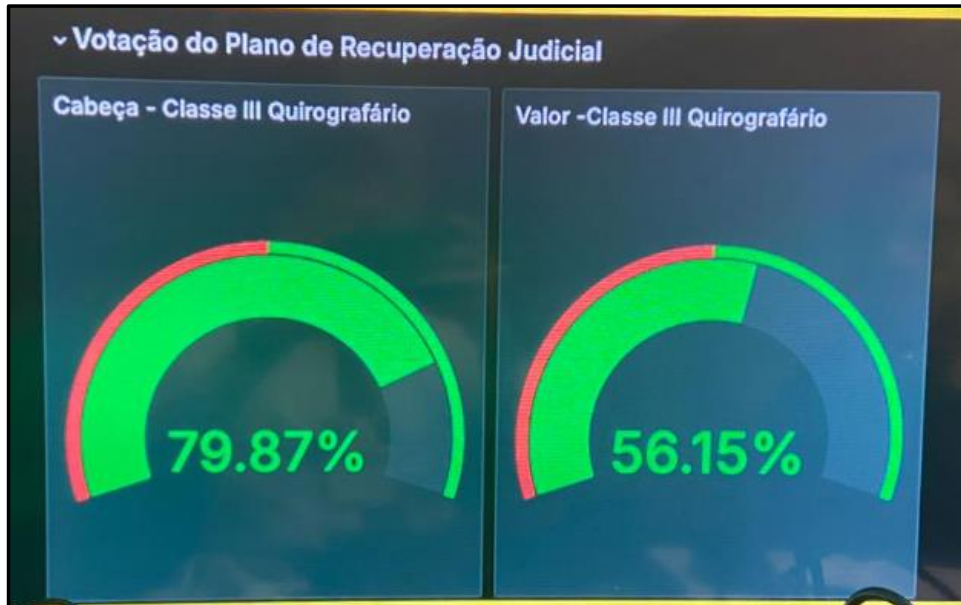 Votação do Plano de Recuperação Judicial
Cabeça - Classe III Quirografário
Valor -Classe III Quirografário
79.87%
56.15%